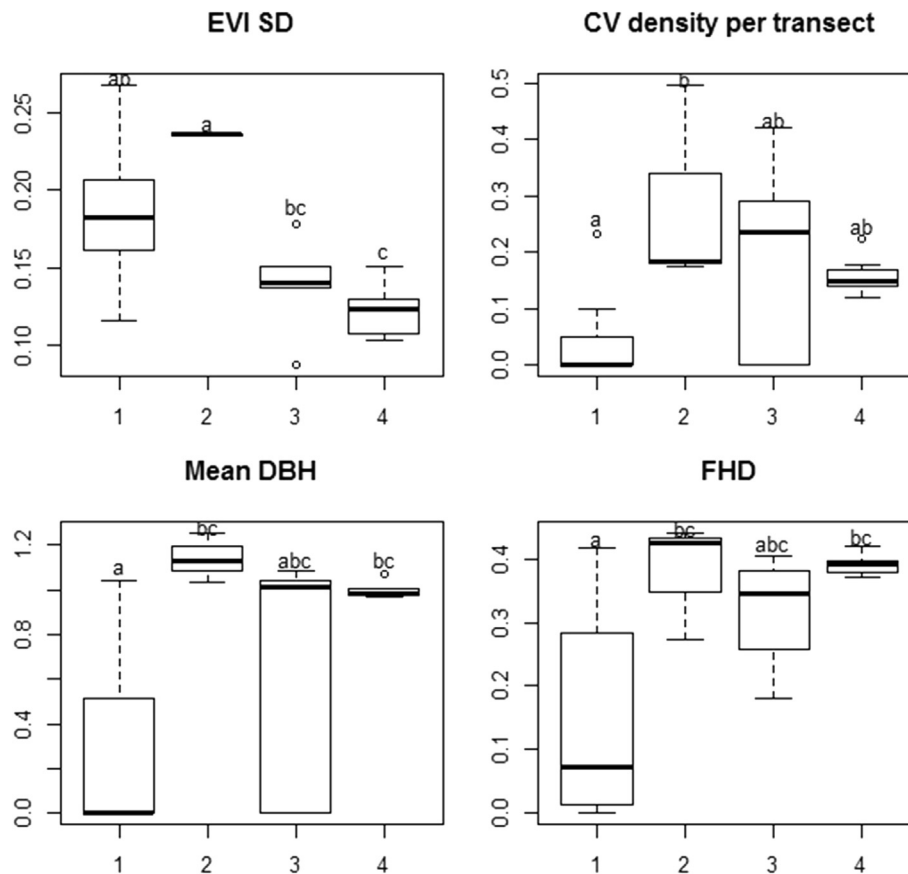 EVI SD
0.25
0.20
0.15
0.10
ab
a
bc
c
1 2 3 4
CV density per transect
0.5
0.4
0.3
0.2
0.1
0.0
a
b
ab
ab
1 2 3 4
Mean DBH
1.2
0.8
0.4
0.0
a
bc
abc
bc
1 2 3 4
FHD
0.4
0.3
0.2
0.1
0.0
a
bc
abc
bc
1 2 3 4